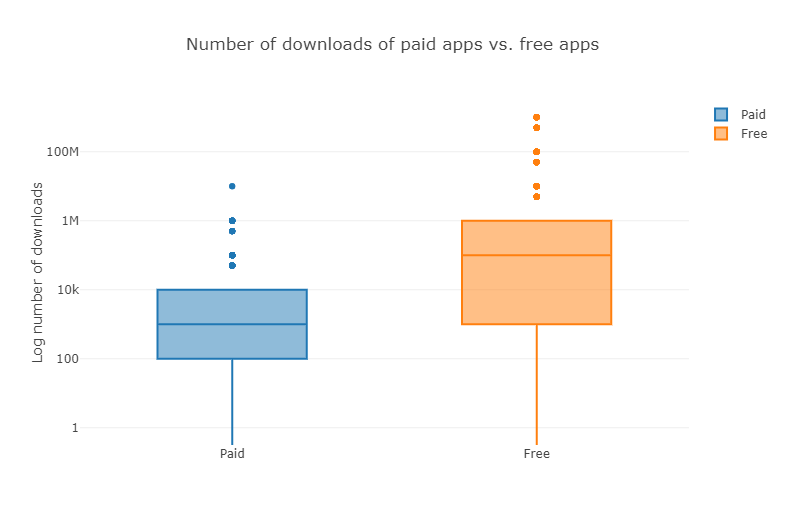 Number of downloads of paid apps vs. free apps
Paid
Free
100M
1M
10k
100
1
Log number of downloads
Paid
Free